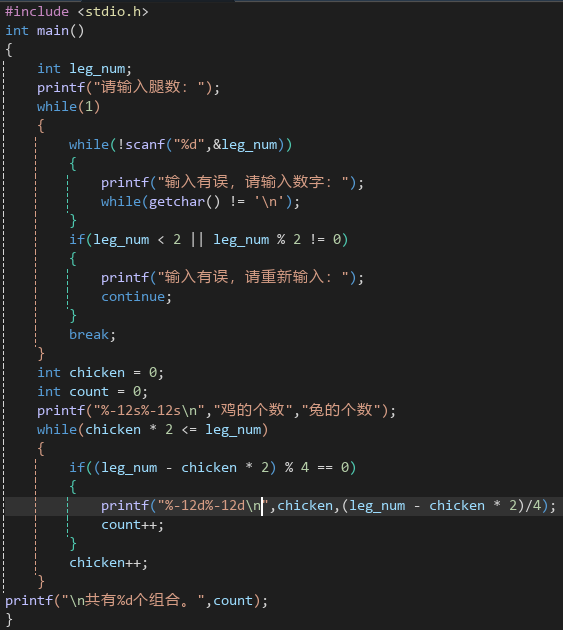 #include <stdio.h>
int main()
{
    int leg_num;
    printf("请输入腿数: ");
    while(1)
    {
        while(!scanf("%d",&leg_num))
        {
            printf("输入有误，请输入数字: ");
            while(getchar() != '\n');
        }
        if(leg_num < 2 || leg_num % 2 != 0)
        {
            printf("输入有误，请重新输入: ");
            continue;
        }
        break;
    }
    int chicken = 0;
    int count = 0;
    printf("%-12s%-12s\n","鸡的个数","兔的个数");
    while(chicken * 2 <= leg_num)
    {
        if((leg_num - chicken * 2) % 4 == 0)
        {
            printf("%-12d%-12d\n",chicken,(leg_num - chicken * 2)/4);
            count++;
        }
        chicken++;
    }
printf("\n共有%d个组合。",count);
}